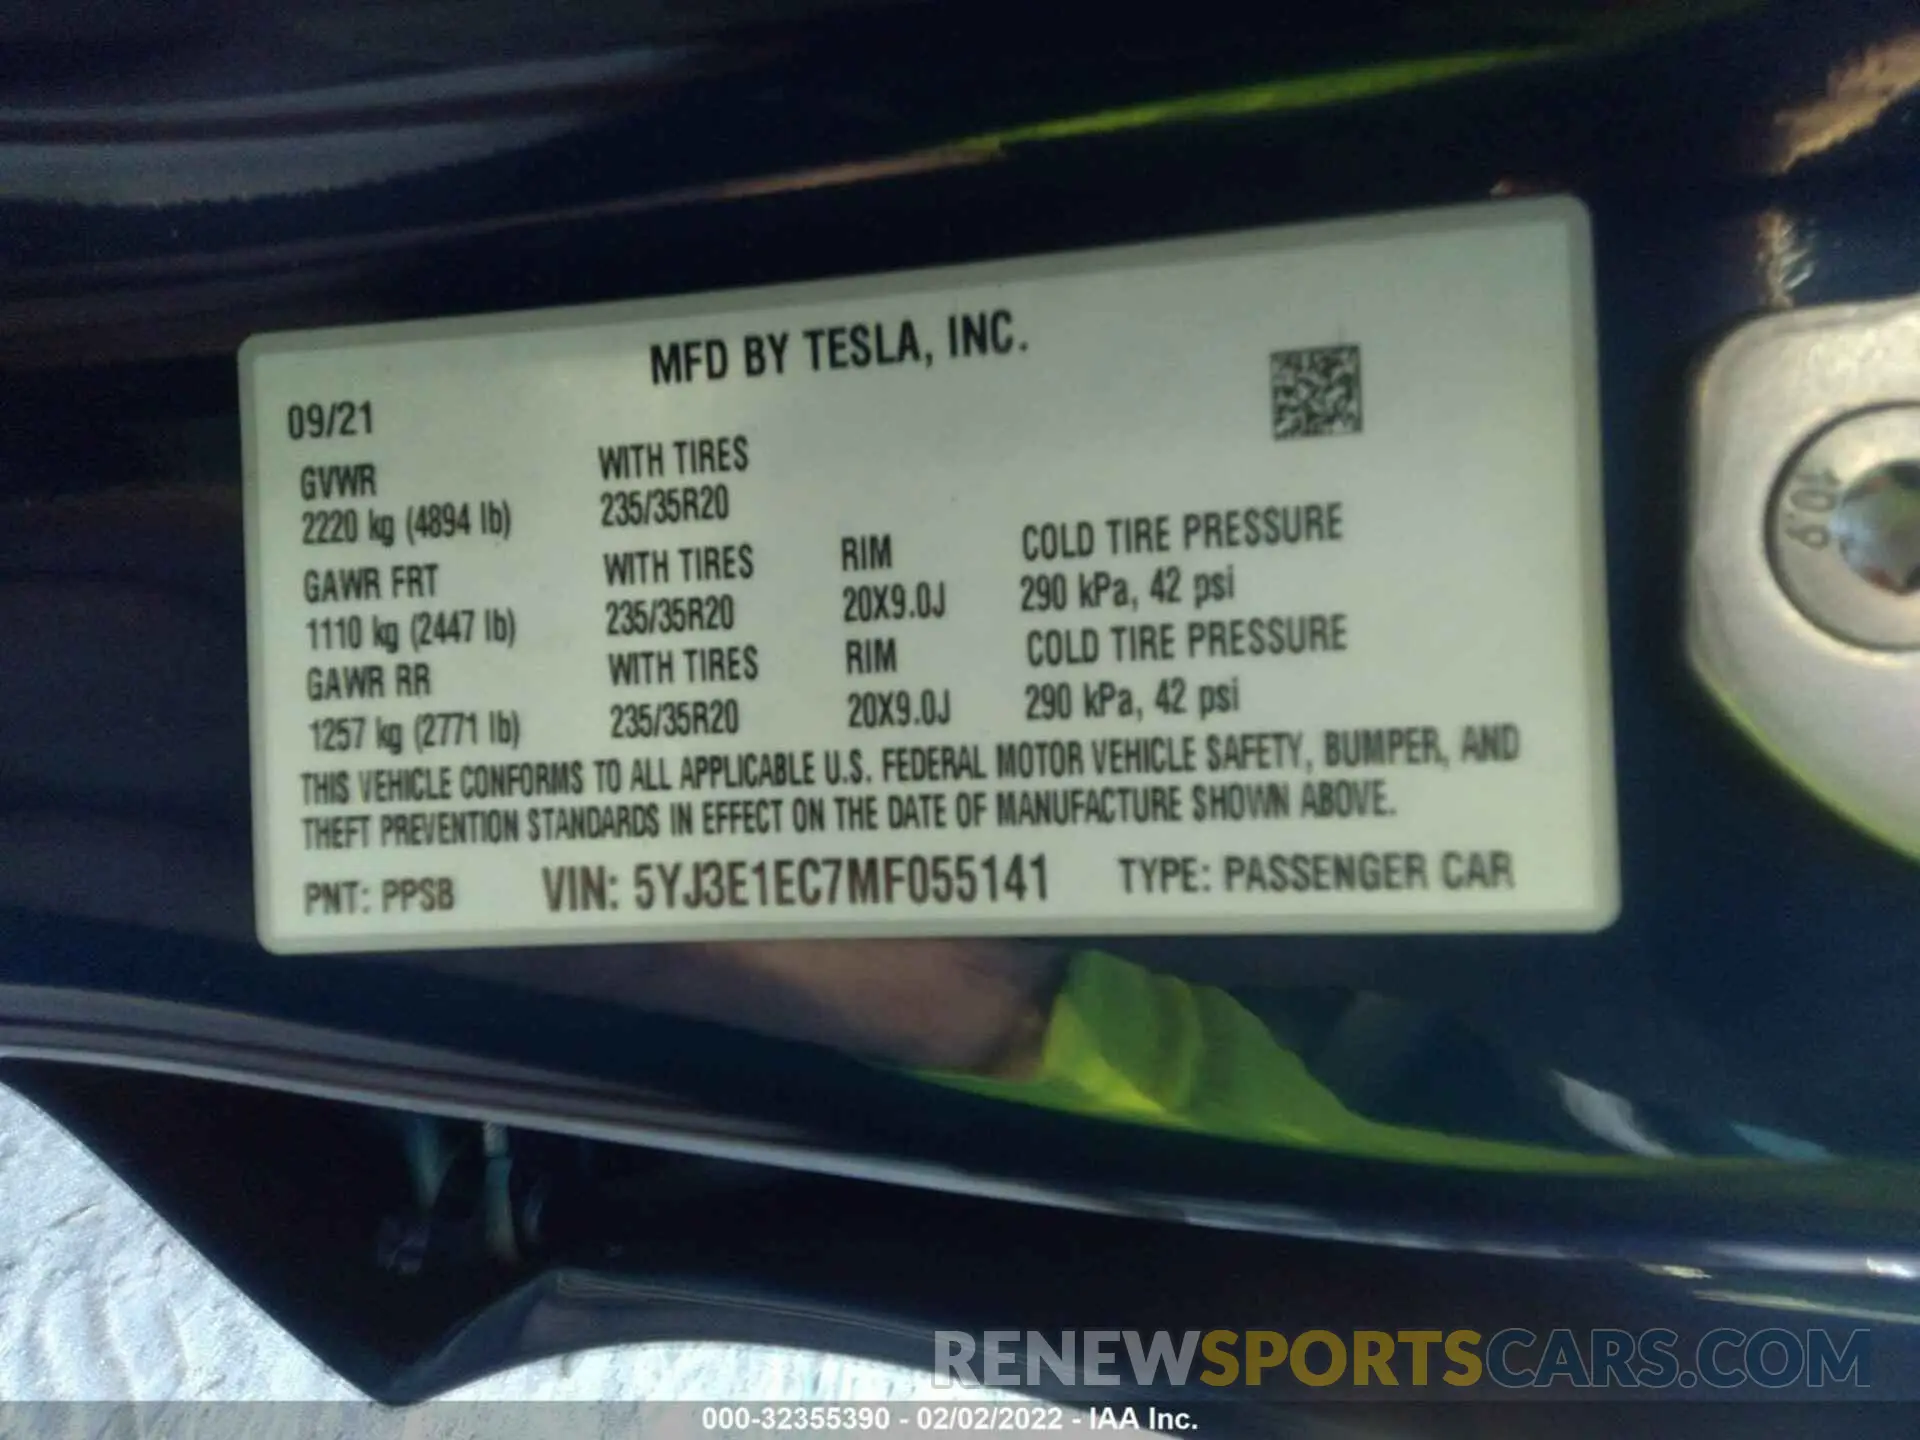 MFD BY TESLA, INC.
09/21
GVWR WITH TIRES
2220 kg (4894 lb) 235/35R20
GAWR FRT WITH TIRES RIM COLD TIRE PRESSURE
1110 kg (2447 lb) 235/35R20 20X9.0J 290 kPa, 42 psi
GAWR RR WITH TIRES RIM COLD TIRE PRESSURE
1257 kg (2771 lb) 235/35R20 20X9.0J 290 kPa, 42 psi
THIS VEHICLE CONFORMS TO ALL APPLICABLE U.S. FEDERAL MOTOR VEHICLE SAFETY, BUMPER, AND
THEFT PREVENTION STANDARDS IN EFFECT ON THE DATE OF MANUFACTURE SHOWN ABOVE.
PNT: PPSB VIN: 5YJ3E1EC7MF055141 TYPE: PASSENGER CAR
10.9
RENEWSPORTSCARS.COM
000-32355390 - 02/02/2022 - IAA Inc.